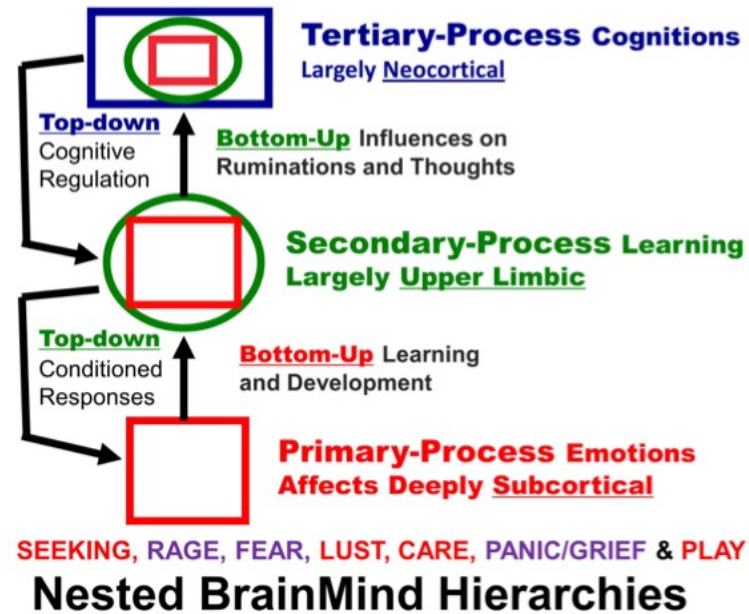 Tertiary-Process Cognitions
Largely Neocortical
Top-down
Cognitive
Regulation
Bottom-Up Influences on
Ruminations and Thoughts
Secondary-Process Learning
Largely Upper Limbic
Top-down
Conditioned
Responses
Bottom-Up Learning
and Development
Primary-Process Emotions
Affects Deeply Subcortical
SEEKING, RAGE, FEAR, LUST, CARE, PANIC/GRIEF & PLAY
Nested BrainMind Hierarchies